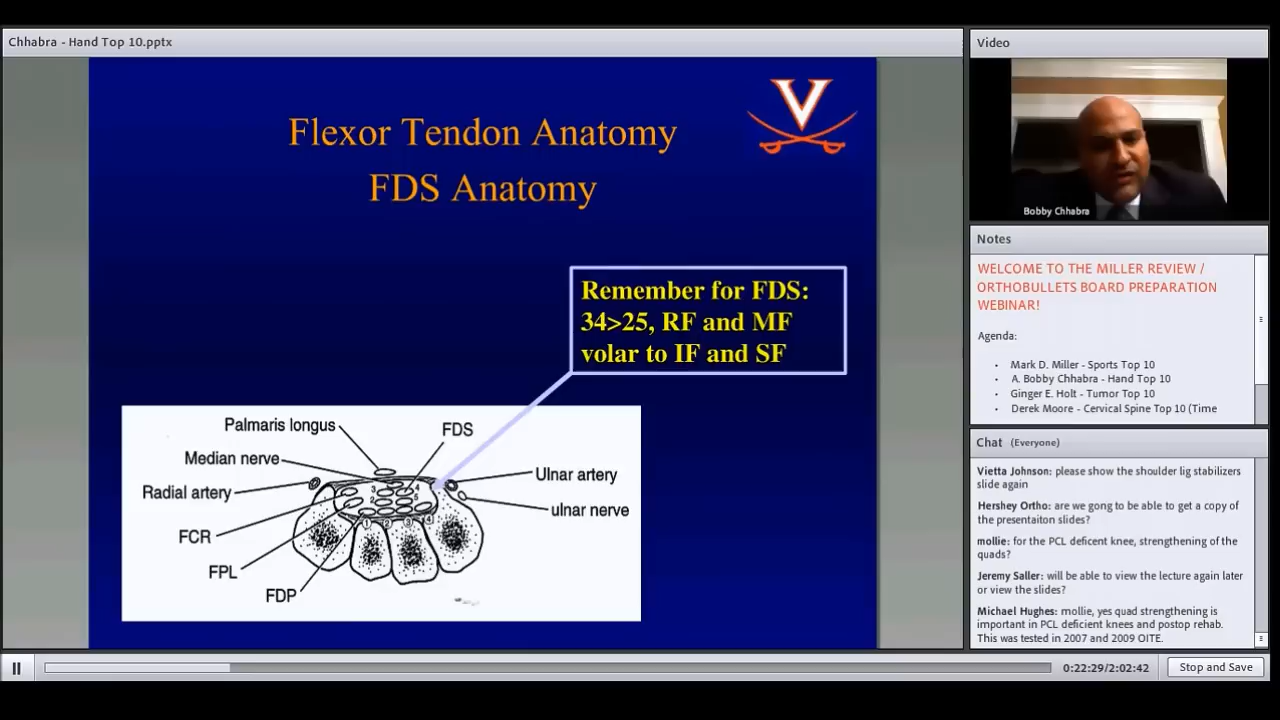 Chhabra - Hand Top 10.pptx
Flexor Tendon Anatomy
FDS Anatomy
V
Remember for FDS:
34>25, RF and MF
volar to IF and SF
Palmaris longus
FDS
Median nerve
Ulnar artery
Radial artery
ulnar nerve
FCR
FPL
FDP
Video
Bobby Chhabra
Notes
WELCOME TO THE MILLER REVIEW /
ORTHOBULLETS BOARD PREPARATION
WEBINAR!
Agenda:
• Mark D. Miller - Sports Top 10
• A. Bobby Chhabra - Hand Top 10
• Ginger E. Holt - Tumor Top 10
• Derek Moore - Cervical Spine Top 10 (Time
Chat (Everyone)
Vietta Johnson: please show the shoulder lig stabilizers
slide again
Hershey Ortho: are we gong to be able to get a copy of
the presentaiton slides?
mollie: for the PCL deficent knee, strengthening of the
quads?
Jeremy Saller: will be able to view the lecture again later
or view the slides?
Michael Hughes: mollie, yes quad strengthening is
important in PCL deficient knees and postop rehab.
This was tested in 2007 and 2009 OITE.
0:22:29/2:02:42
Stop and Save